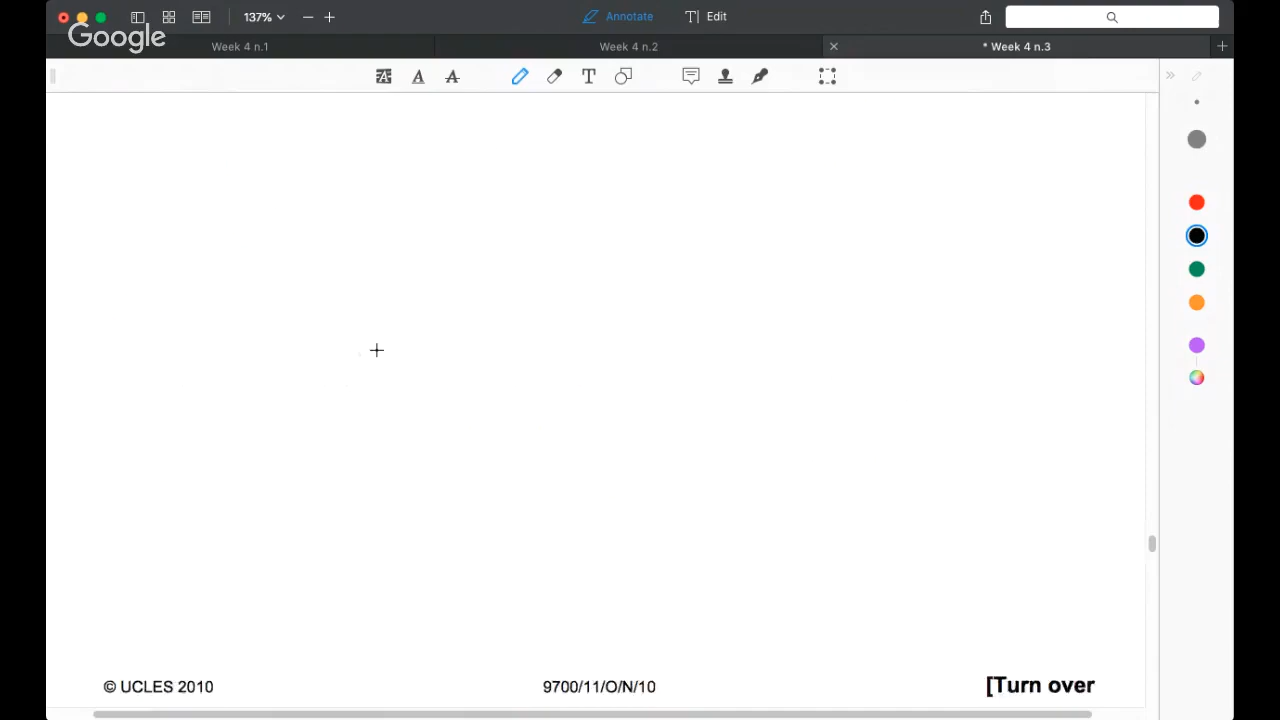 137%
Annotate
T| Edit
Google
Week 4 n.1
Week 4 n.2
* Week 4 n.3
A A A T
© UCLES 2010
9700/11/O/N/10
[Turn over